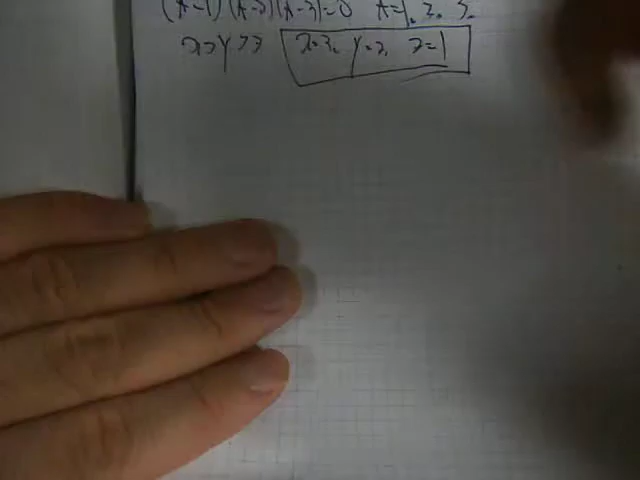 (A-1)(A-2)(A-3)=0 A=1. 2. 3.
x>y>z x=3, y=2, z=1